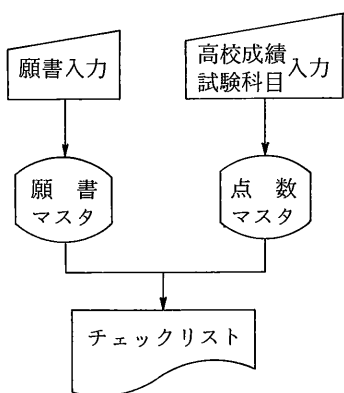 願書入力
高校成績
試験科目
入力
願書
マスタ
点数
マスタ
チェックリスト